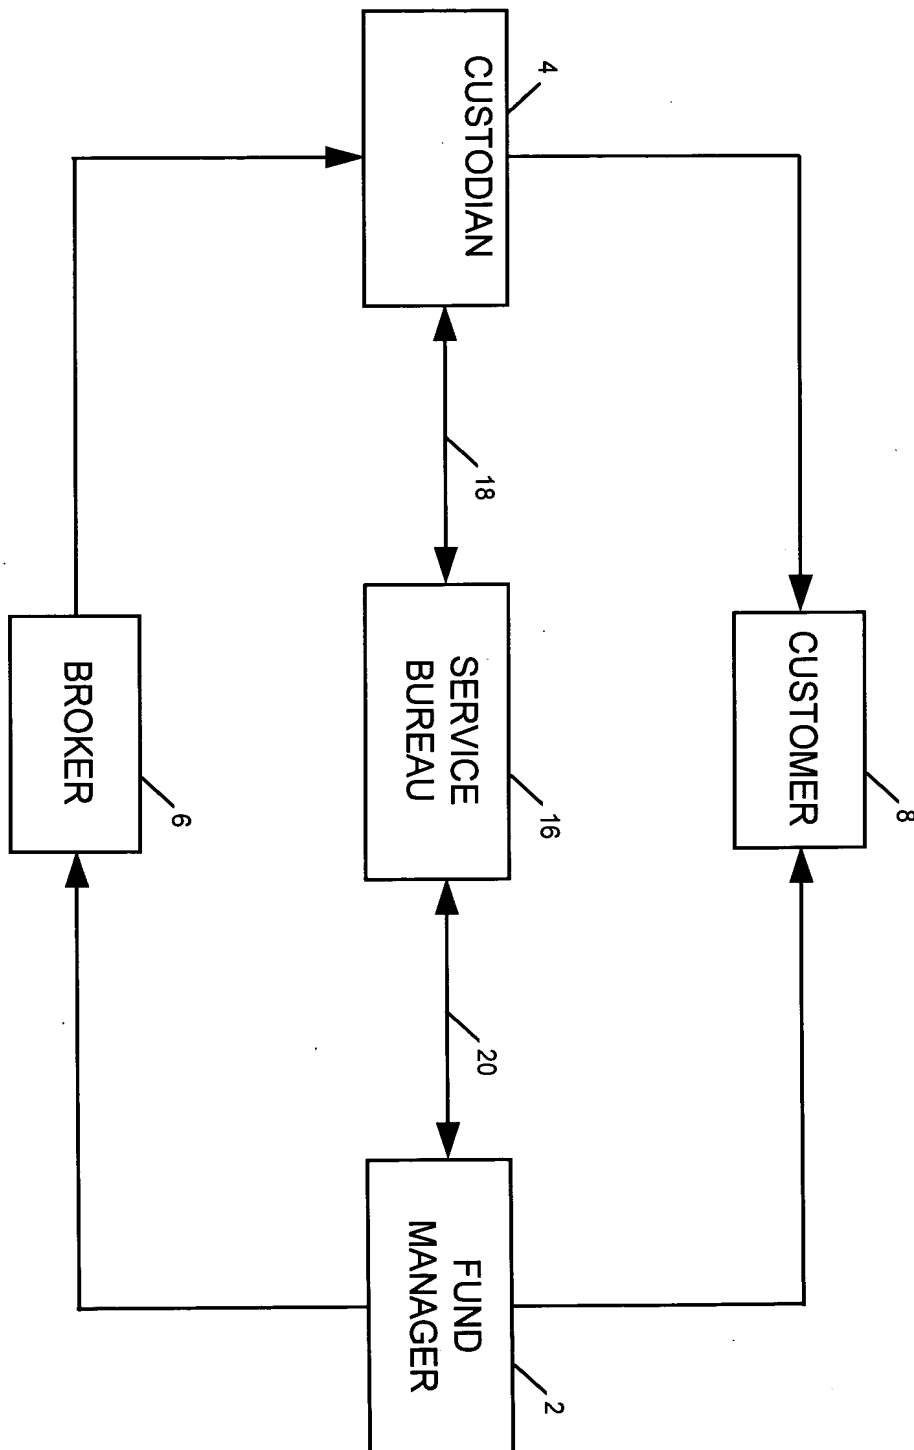 8
CUSTOMER
4
CUSTODIAN
18
16
SERVICE
BUREAU
20
2
FUND
MANAGER
6
BROKER